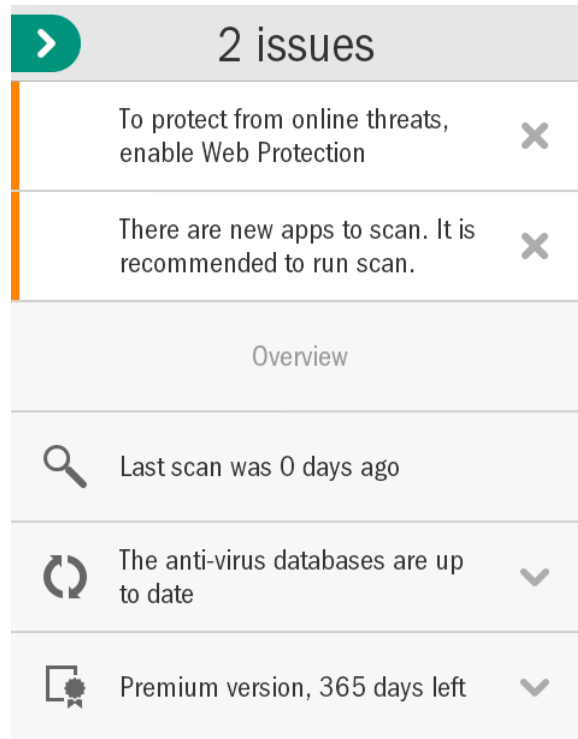 2 issues
To protect from online threats,
enable Web Protection
There are new apps to scan. It is
recommended to run scan.
Overview
Last scan was 0 days ago
The anti-virus databases are up
to date
Premium version, 365 days left